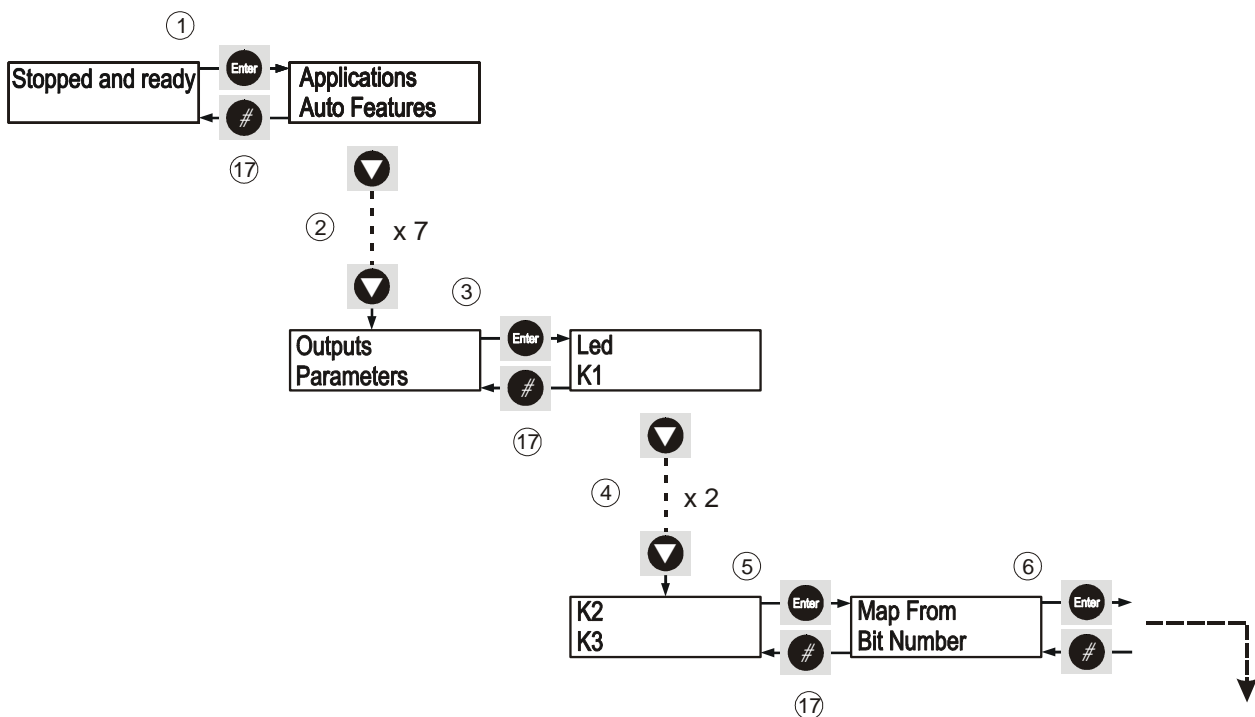 1
Stopped and ready
Enter
Applications
Auto Features
#
17
2
x 7
3
Outputs
Parameters
Enter
Led
K1
#
17
4
x 2
5
6
K2
K3
Enter
Map From
Bit Number
Enter
#
#
17